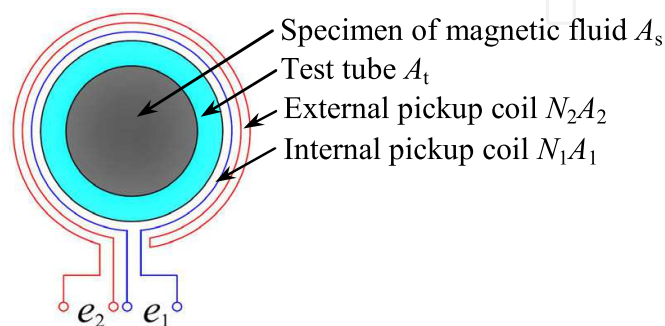 Specimen of magnetic fluid Aₛ
Test tube Aₜ
External pickup coil N₂A₂
Internal pickup coil N₁A₁
e₂ e₁